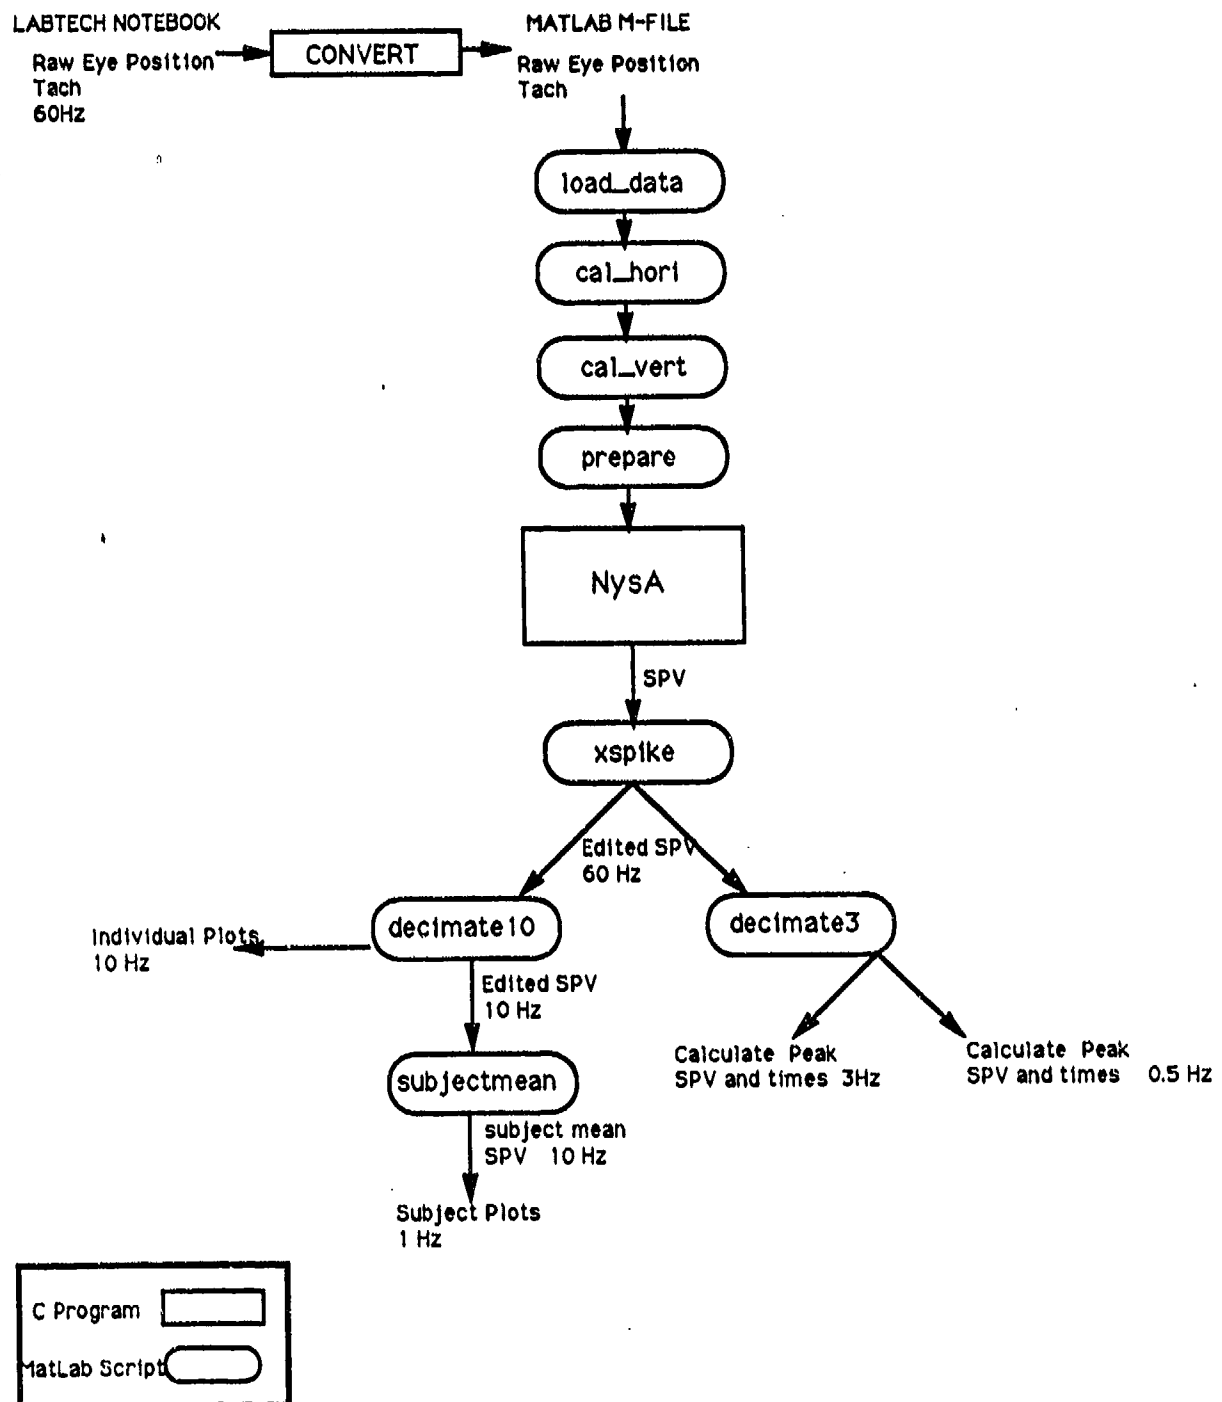 LABTECH NOTEBOOK
Raw Eye Position
Tach
60Hz
CONVERT
MATLAB M-FILE
Raw Eye Position
Tach
load_data
cal_hori
cal_vert
prepare
NysA
SPV
xspike
Edited SPV
60 Hz
decimate10
decimate3
Individual Plots
10 Hz
Edited SPV
10 Hz
Calculate Peak
SPV and times 3Hz
Calculate Peak
SPV and times 0.5 Hz
subjectmean
subject mean
SPV 10 Hz
Subject Plots
1 Hz
C Program
MatLab Script